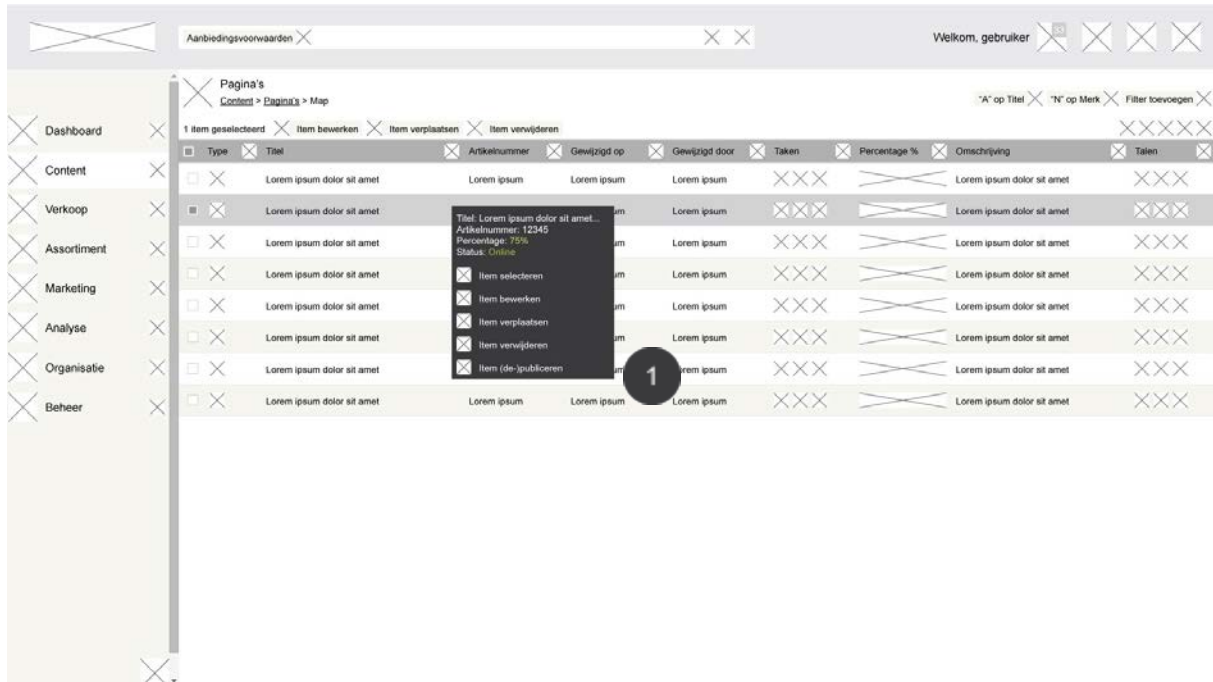 Aanbiedingsvoorwaarden
Welkom, gebruiker
33
Pagina's
Content > Pagina's > Map
"A" op Titel "N" op Merk Filter toevoegen
1 item geselecteerd Item bewerken Item verplaatsen Item verwijderen
Type Titel Artikelnummer Gewijzigd op Gewijzigd door Taken Percentage % Omschrijving Talen
Dashboard
Content
Verkoop
Assortiment
Marketing
Analyse
Organisatie
Beheer
Lorem ipsum dolor sit amet Lorem ipsum Lorem ipsum Lorem ipsum Lorem ipsum dolor sit amet
Lorem ipsum dolor sit amet um Lorem ipsum Lorem ipsum dolor sit amet
Lorem ipsum dolor sit amet um Lorem ipsum Lorem ipsum dolor sit amet
Lorem ipsum dolor sit amet um Lorem ipsum Lorem ipsum dolor sit amet
Lorem ipsum dolor sit amet um Lorem ipsum Lorem ipsum dolor sit amet
Lorem ipsum dolor sit amet um Lorem ipsum Lorem ipsum dolor sit amet
Lorem ipsum dolor sit amet orem ipsum Lorem ipsum dolor sit amet
Lorem ipsum dolor sit amet Lorem ipsum Lorem ipsum Lorem ipsum Lorem ipsum dolor sit amet
Titel: Lorem ipsum dolor sit amet...
Artikelnummer: 12345
Percentage: 75%
Status: Online
Item selecteren
Item bewerken
Item verplaatsen
Item verwijderen
Item (de-)publiceren
1